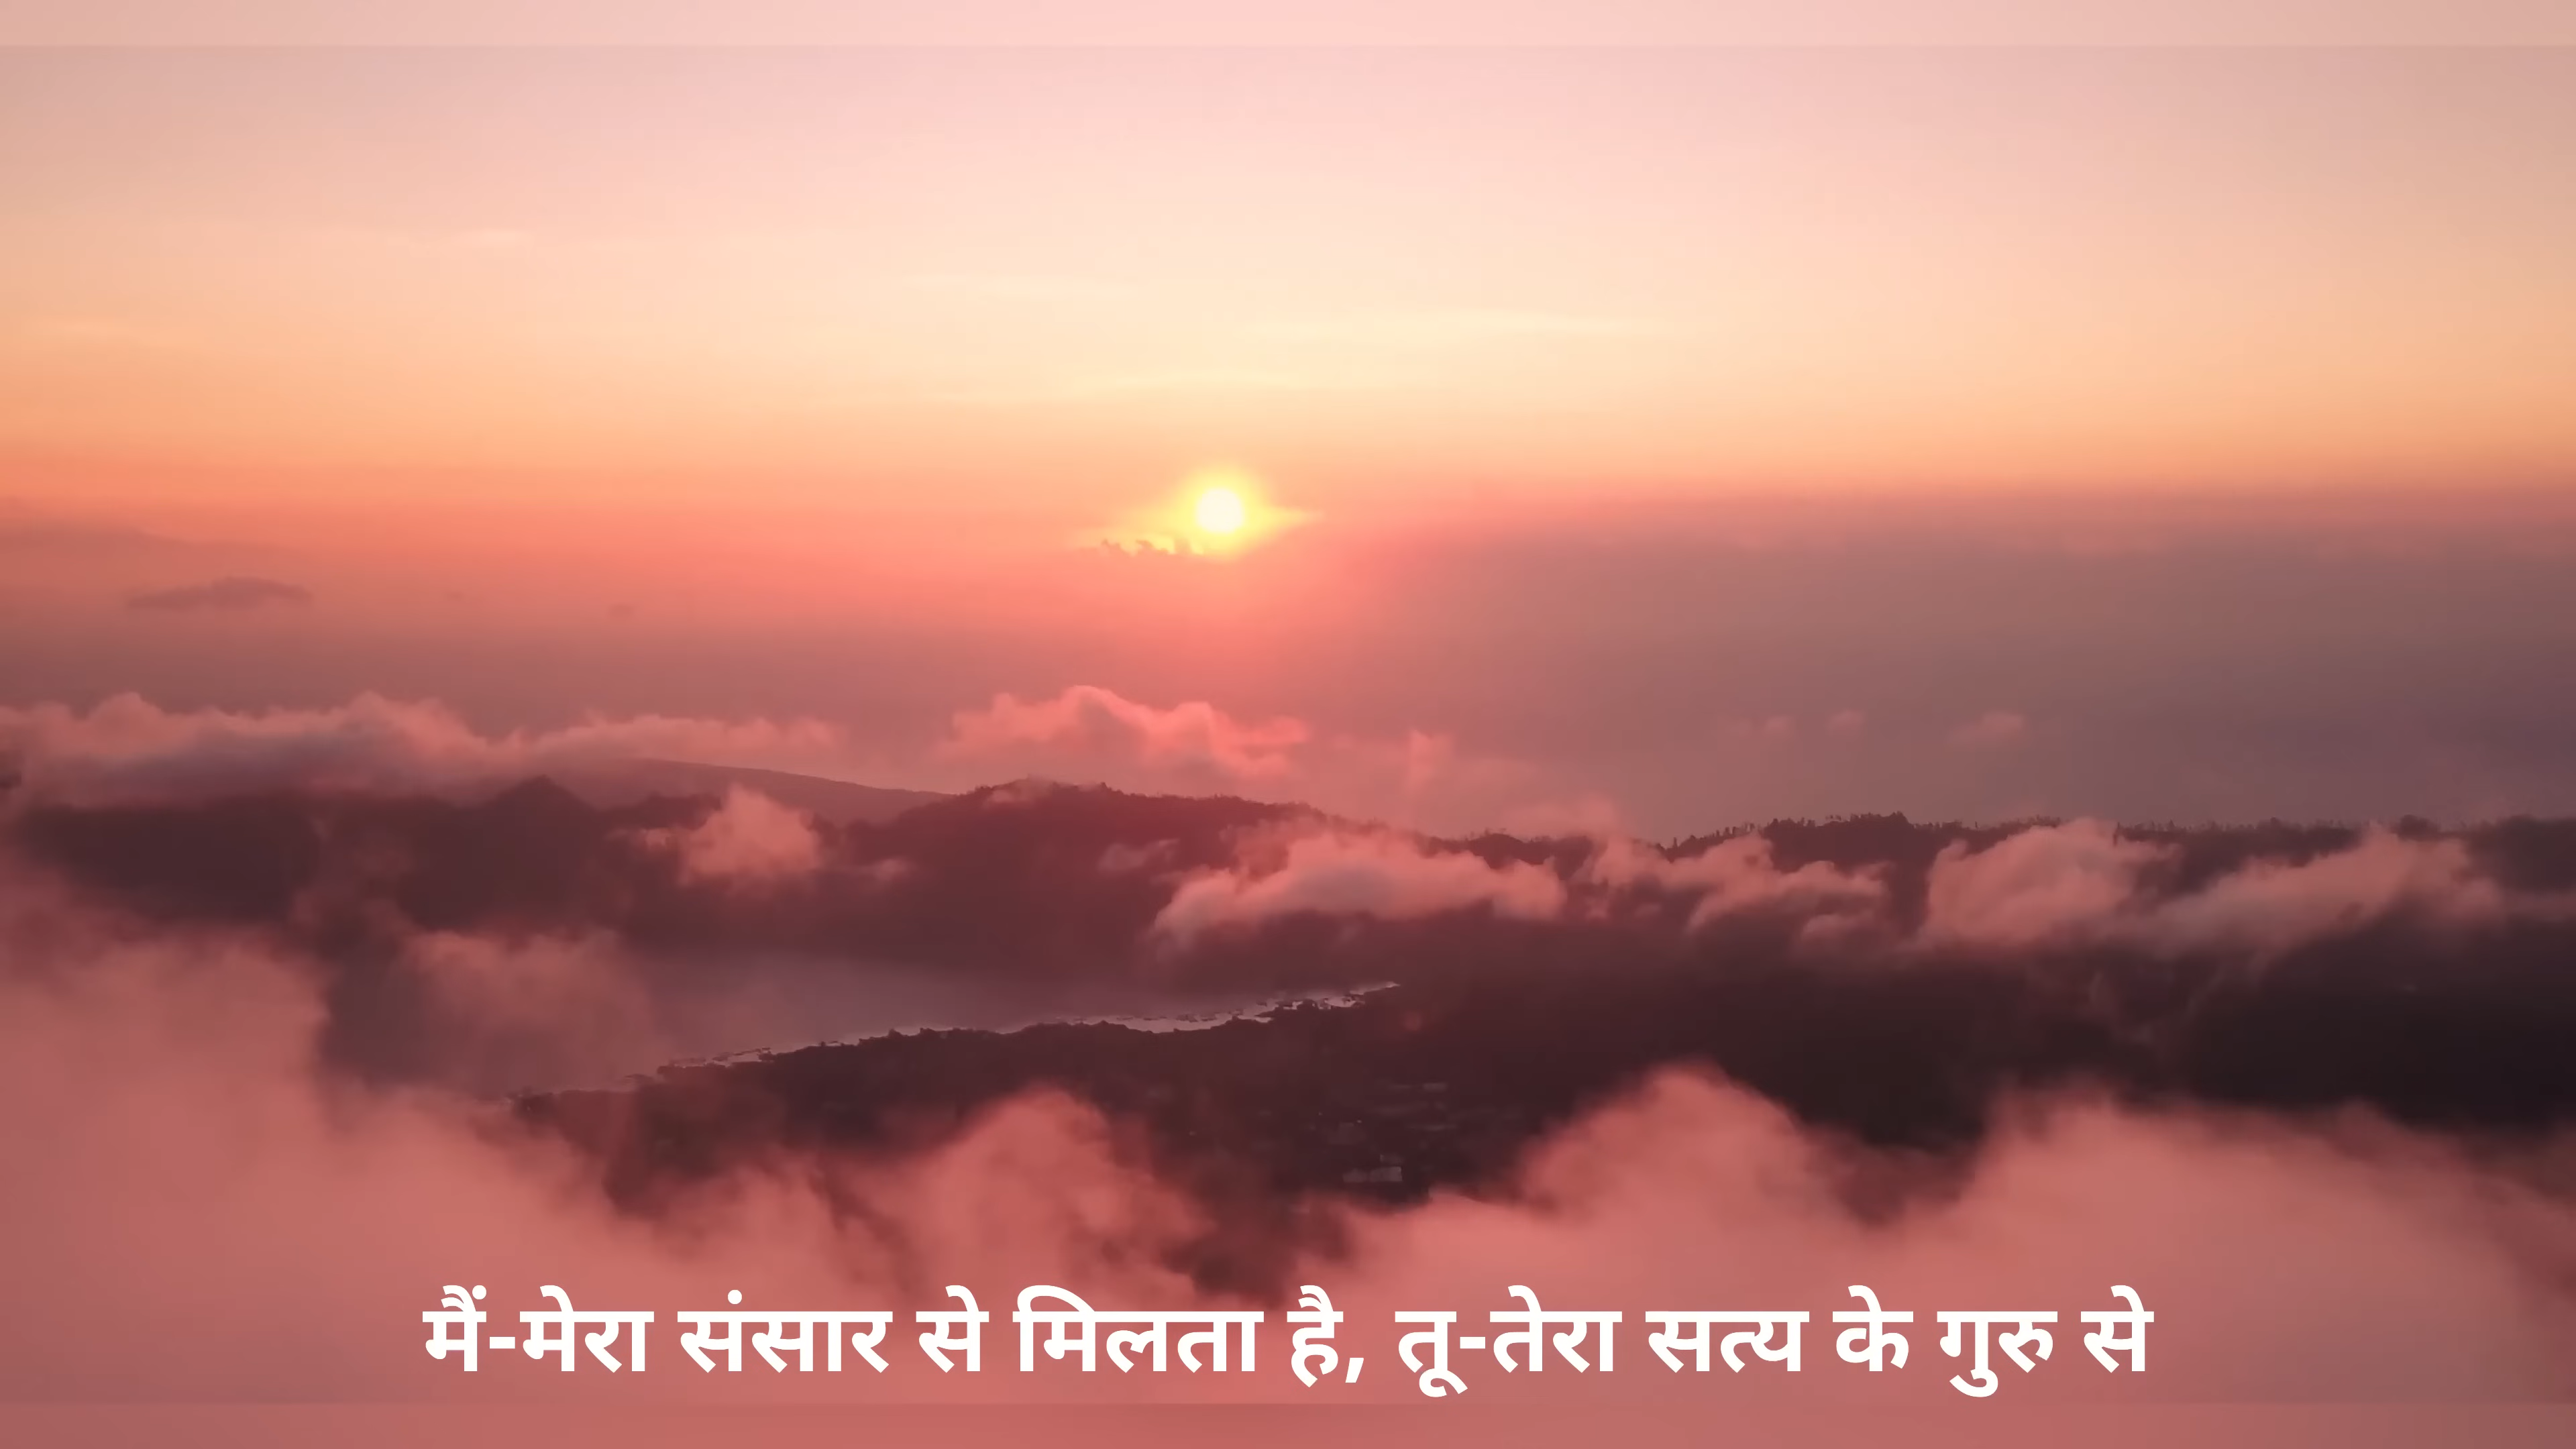 मैं-मेरा संसार से मिलता है, तू-तेरा सत्य के गुरु से